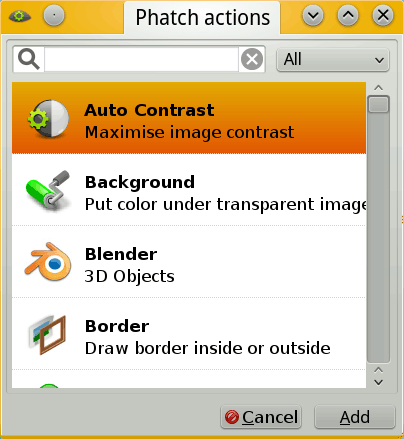 Phatch actions
All
Auto Contrast
Maximise image contrast
Background
Put color under transparent image
Blender
3D Objects
Border
Draw border inside or outside
Cancel
Add